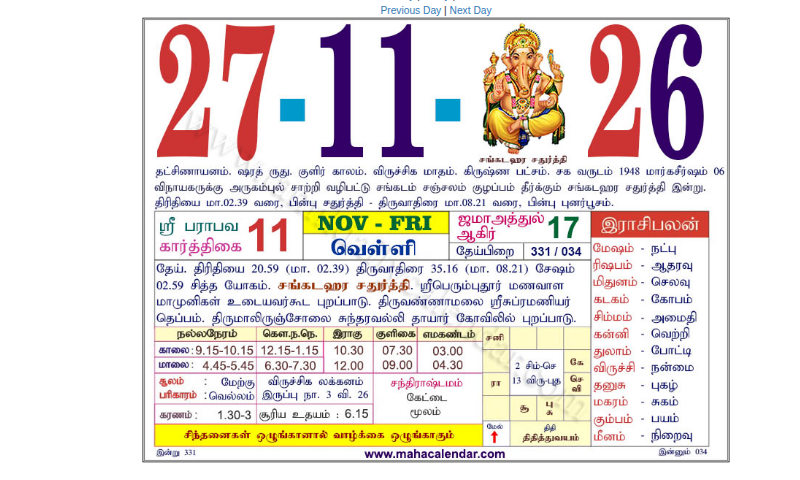 Previous Day | Next Day
27-11-26
சங்கடஹர சதுர்த்தி
தட்சிணாயனம். ஷரத் ருது. குளிர் காலம். விருச்சிக மாதம். கிருஷ்ண பட்சம். சக வருடம் 1948 மார்கசீர்ஷம் 06
விநாயகருக்கு அருகம்புல் சாற்றி வழிபட்டு சங்கடம் சஞ்சலம் குழப்பம் தீர்க்கும் சங்கடஹர சதுர்த்தி இன்று.
திரிதியை மா.02.39 வரை, பின்பு சதுர்த்தி - திருவாதிரை மா.08.21 வரை, பின்பு புனர்பூசம்.
ஸ்ரீ பராபவ
கார்த்திகை 11
NOV - FRI
வெள்ளி
ஜமாஅத்துல் ஆகிர் 17
தேய்பிறை 331 / 034
இராசிபலன்
தேய். திரிதியை 20.59 (மா. 02.39) திருவாதிரை 35.16 (மா. 08.21) சேஷம்
02.59 சித்த யோகம். சங்கடஹர சதுர்த்தி. ஸ்ரீபெரும்புதூர் மணவாள
மாமுனிகள் உடையவர்கூட புறப்பாடு. திருவண்ணாமலை ஸ்ரீசுப்ரமணியர்
தெப்பம். திருமாலிருஞ்சோலை சுந்தரவல்லி தாயார் கோவிலில் புறப்பாடு.
மேஷம் - நட்பு
ரிஷபம் - ஆதரவு
மிதுனம் - செலவு
கடகம் - கோபம்
சிம்மம் - அமைதி
கன்னி - வெற்றி
துலாம் - போட்டி
விருச்சி - நன்மை
தனுசு - புகழ்
மகரம் - சுகம்
கும்பம் - பயம்
மீனம் - நிறைவு
நல்லநேரம் கௌ.ந.நே. இராகு குளிகை எமகண்டம்
காலை : 9.15-10.15 12.15-1.15 10.30 07.30 03.00
மாலை : 4.45-5.45 6.30-7.30 12.00 09.00 04.30
சூலம் : மேற்கு
பரிகாரம் : வெல்லம்
விருச்சிக லக்கனம்
இருப்பு நா. 3 வி. 26
சந்திராஷ்டமம்
கேட்டை
மூலம்
கரணம் : 1.30-3 சூரிய உதயம் : 6.15
சனி
2 சிம்-செ
13 விரு-புத
கே
ரா
செ
வி
சூ
பு
சு
மேல்
திதி
திதித்துவயம்
சிந்தனைகள் ஒழுங்கானால் வாழ்க்கை ஒழுங்காகும்
இன்று 331
www.mahacalendar.com
இன்னும் 034